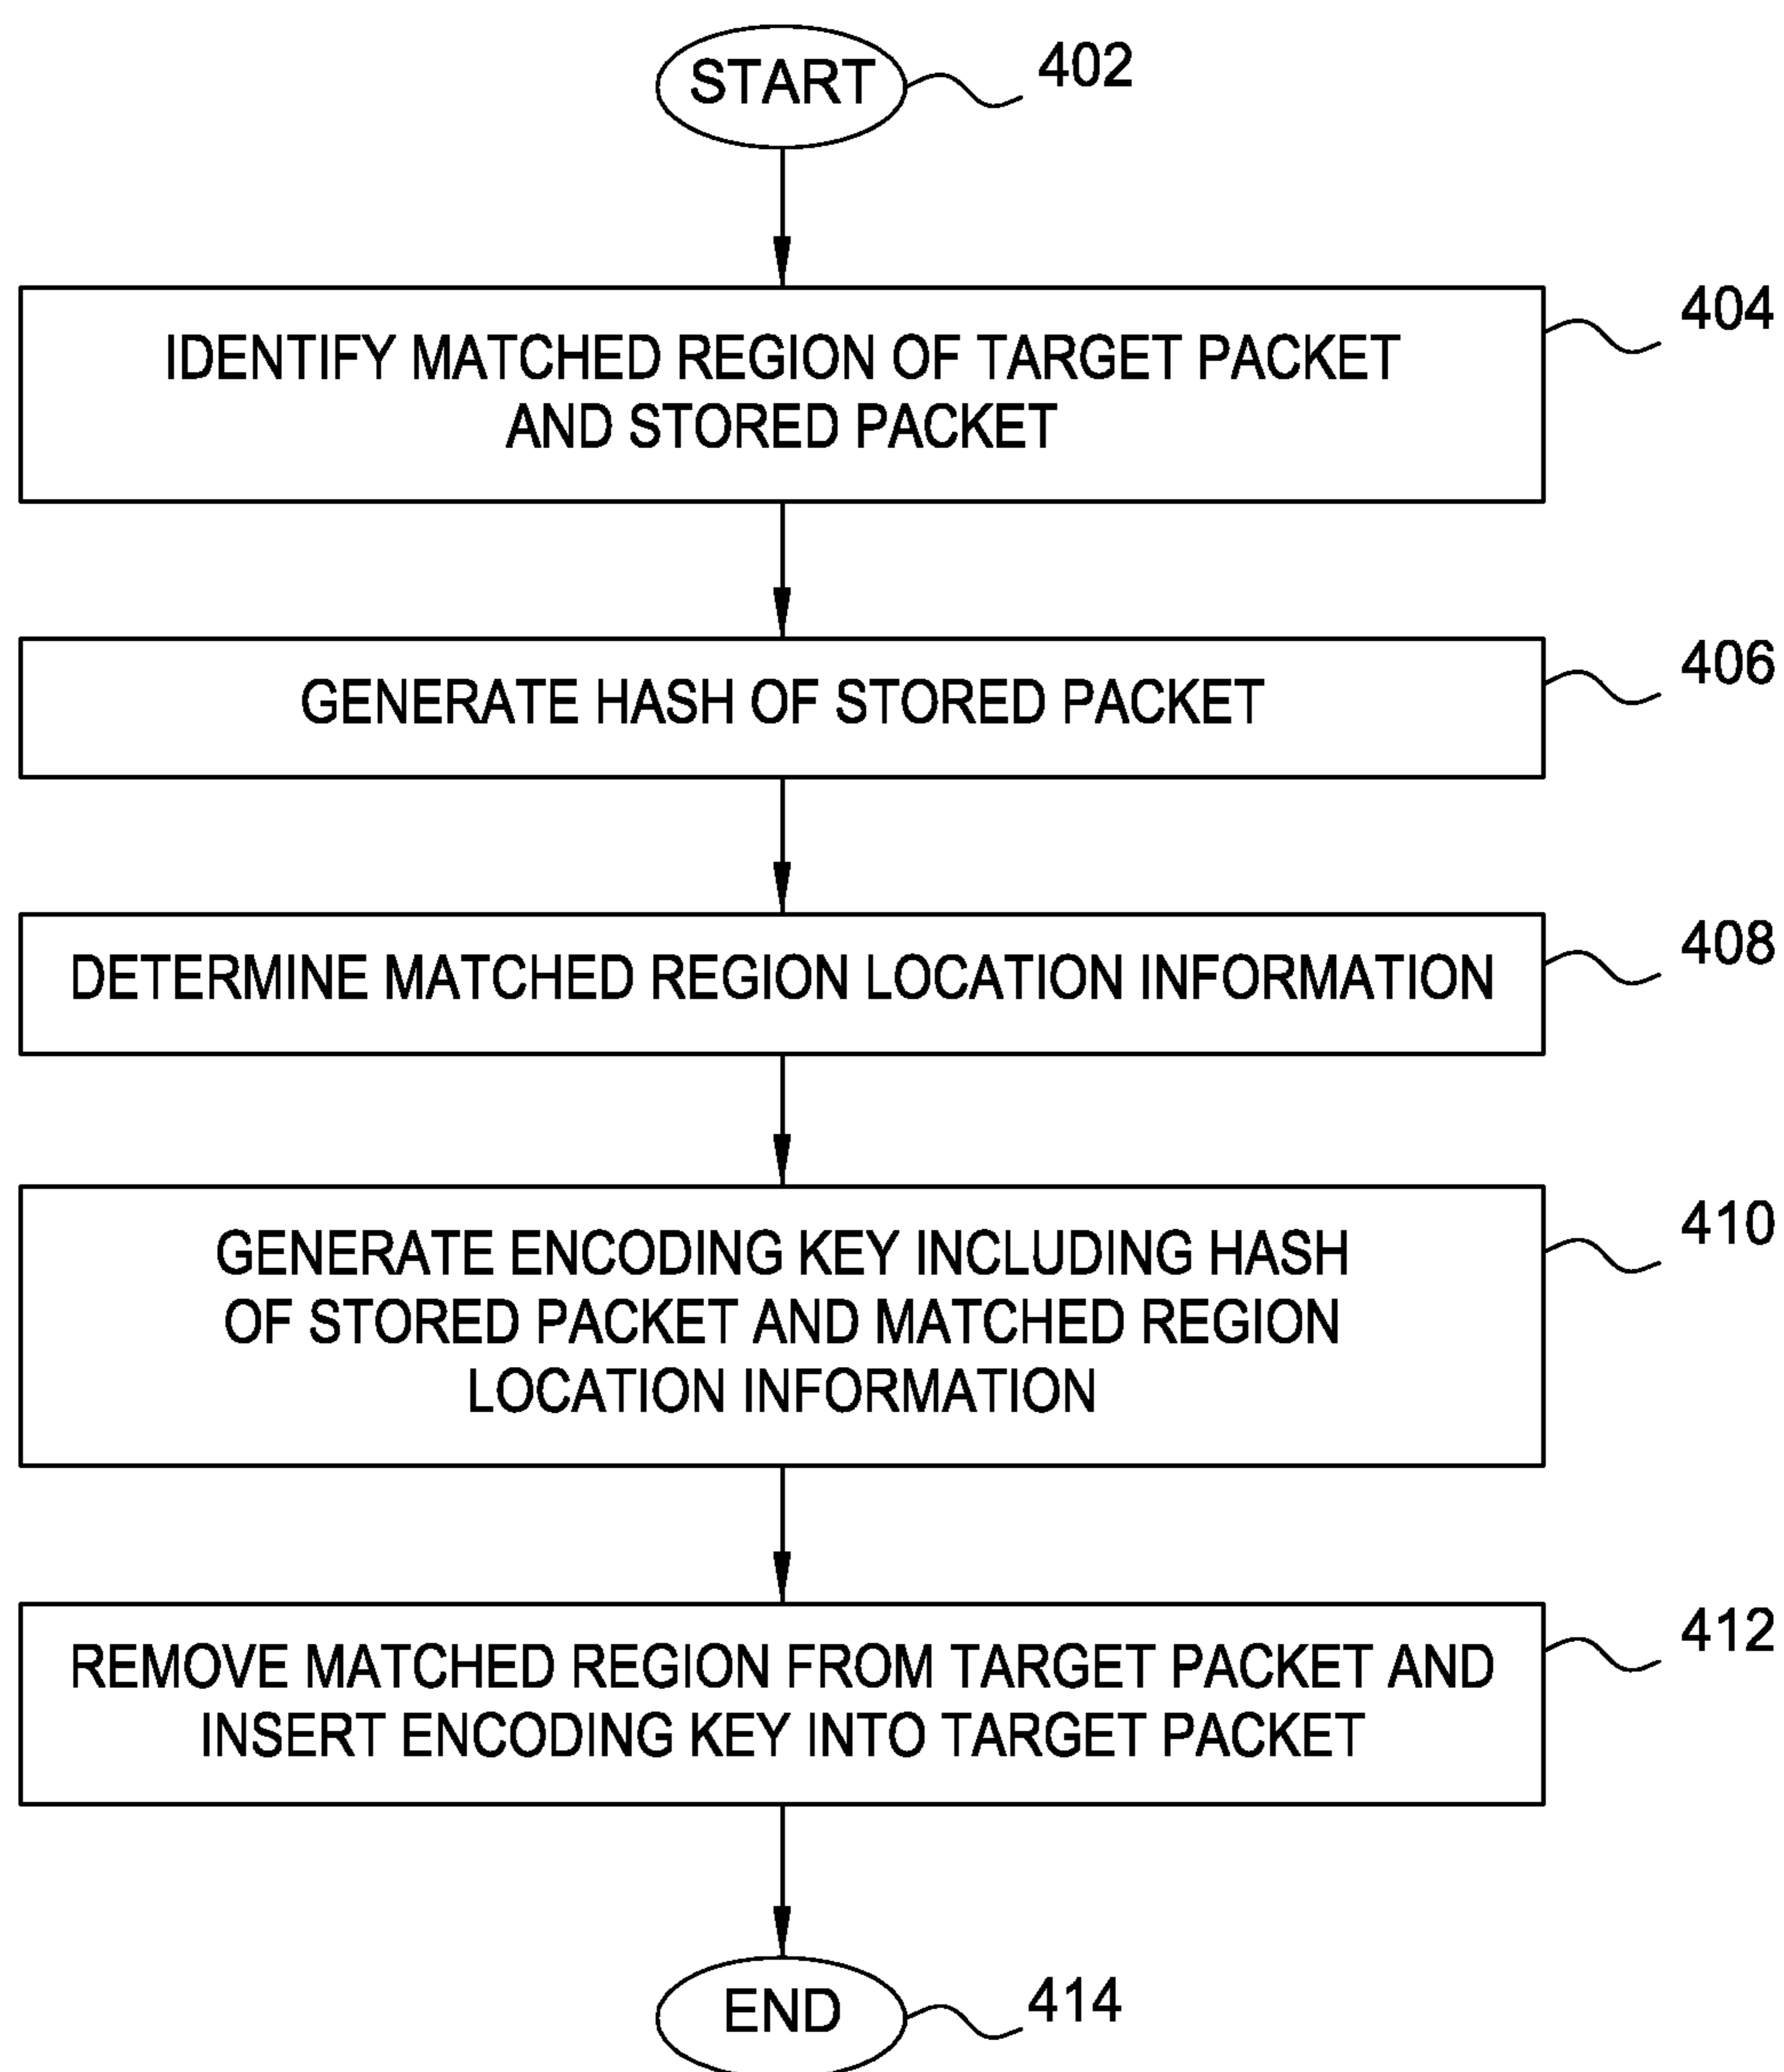 START
402
IDENTIFY MATCHED REGION OF TARGET PACKET
AND STORED PACKET
404
GENERATE HASH OF STORED PACKET
406
DETERMINE MATCHED REGION LOCATION INFORMATION
408
GENERATE ENCODING KEY INCLUDING HASH
OF STORED PACKET AND MATCHED REGION
LOCATION INFORMATION
410
REMOVE MATCHED REGION FROM TARGET PACKET AND
INSERT ENCODING KEY INTO TARGET PACKET
412
END
414